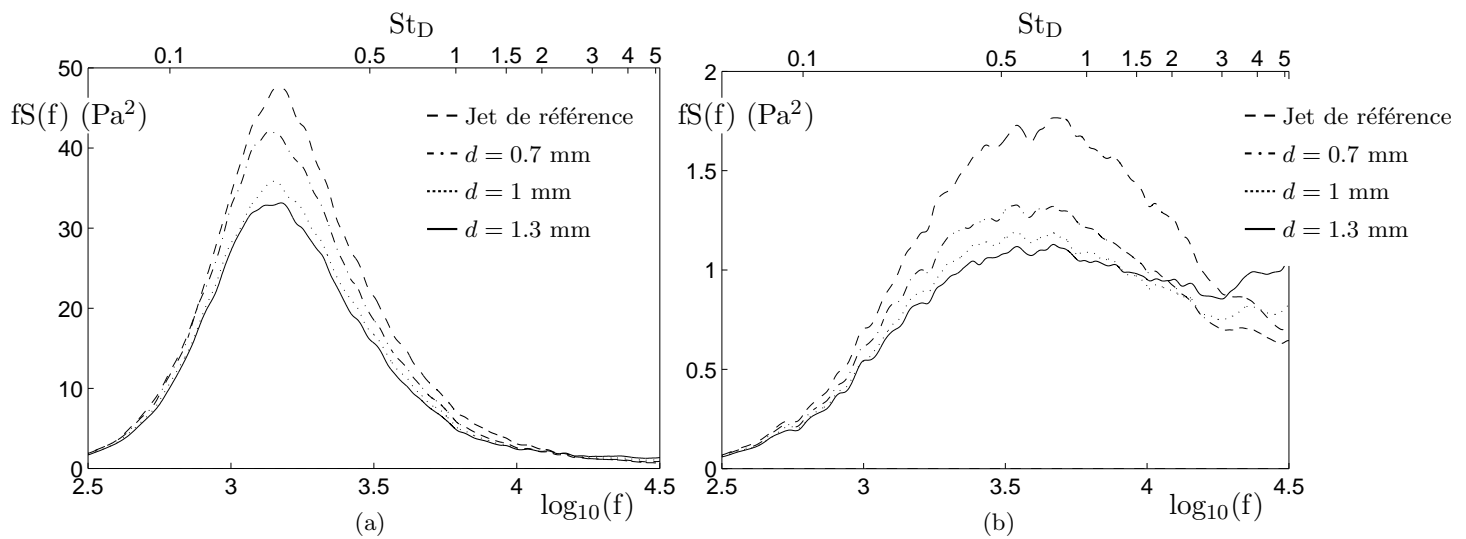 St_D
0.1 0.5 1 1.5 2 3 4 5
fS(f) (Pa²)
50
40
30
20
10
0
Jet de référence
d = 0.7 mm
d = 1 mm
d = 1.3 mm
2.5 3 3.5 4 4.5
log₁₀(f)
(a)
St_D
0.1 0.5 1 1.5 2 3 4 5
fS(f) (Pa²)
2
1.5
1
0.5
0
Jet de référence
d = 0.7 mm
d = 1 mm
d = 1.3 mm
2.5 3 3.5 4 4.5
log₁₀(f)
(b)